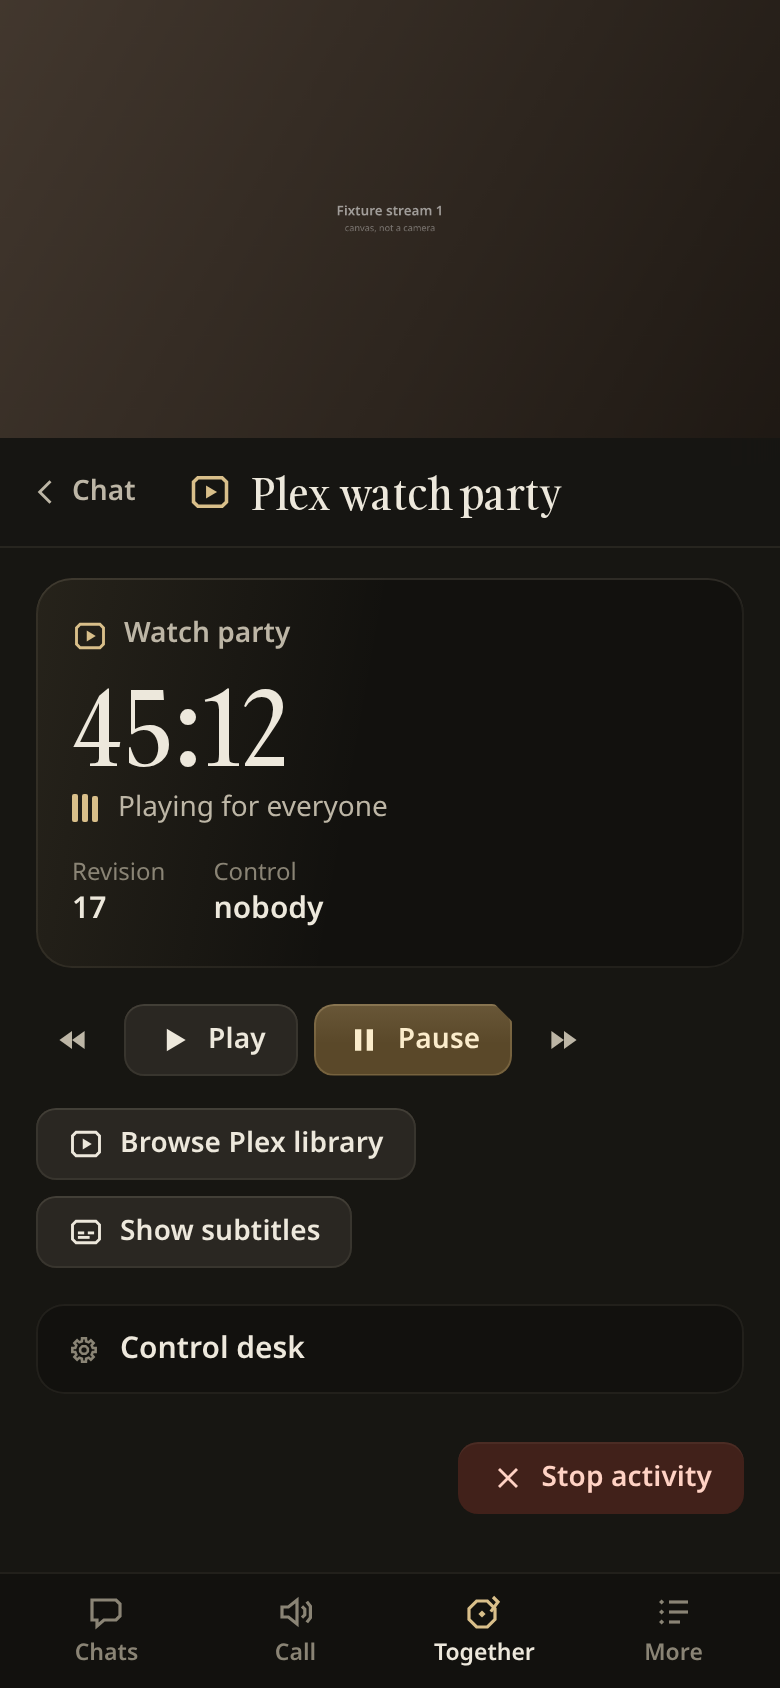 Fixture stream 1
canvas, not a camera
Chat
Plex watch party
Watch party
45:12
Playing for everyone
Revision Control
17 nobody
Play Pause
Browse Plex library
Show subtitles
Control desk
Stop activity
Chats Call Together More